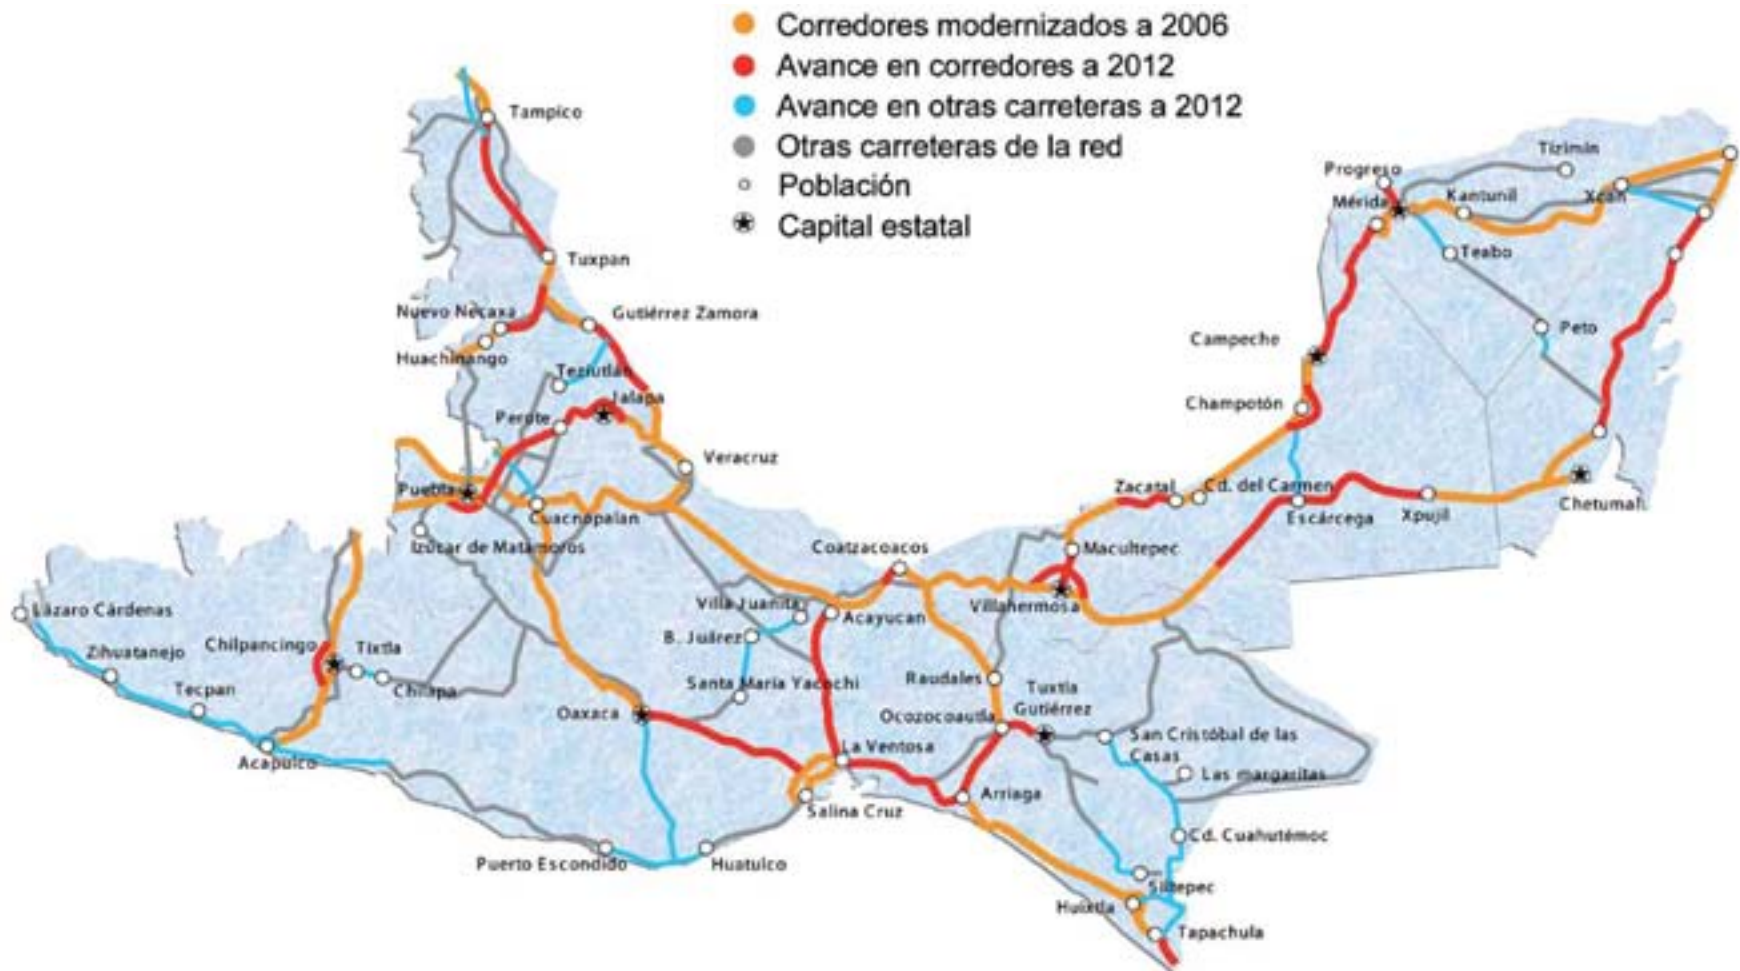 Corredores modernizados a 2006
Avance en corredores a 2012
Avance en otras carreteras a 2012
Otras carreteras de la red
Población
Capital estatal
Tampico
Tuxpan
Nuevo Necaxa
Gutiérrez Zamora
Huachinango
Teziutlán
Jalapa
Perote
Veracruz
Puebla
Cuacnopalan
Izúcar de Matamoros
Progreso
Mérida
Kantunil
Tizimín
Xcan
Teabo
Peto
Campeche
Champotón
Zacatal
Cd. del Carmen
Escárcega
Xpujil
Chetumal
Coatzacoacos
Macultepec
Villahermosa
Lázaro Cárdenas
Zihuatanejo
Tecpan
Chilpancingo
Tixtla
Chilapa
Acapulco
Villa Juanita
B. Juárez
Acayucan
Santa María Yacochi
Oaxaca
Raudales
Ocozocoautla
Tuxtla
Gutiérrez
San Cristóbal de las
Casas
Las margaritas
La Ventosa
Salina Cruz
Arriaga
Cd. Cuahutémoc
Puerto Escondido
Huatulco
Siltepec
Huixtla
Tapachula